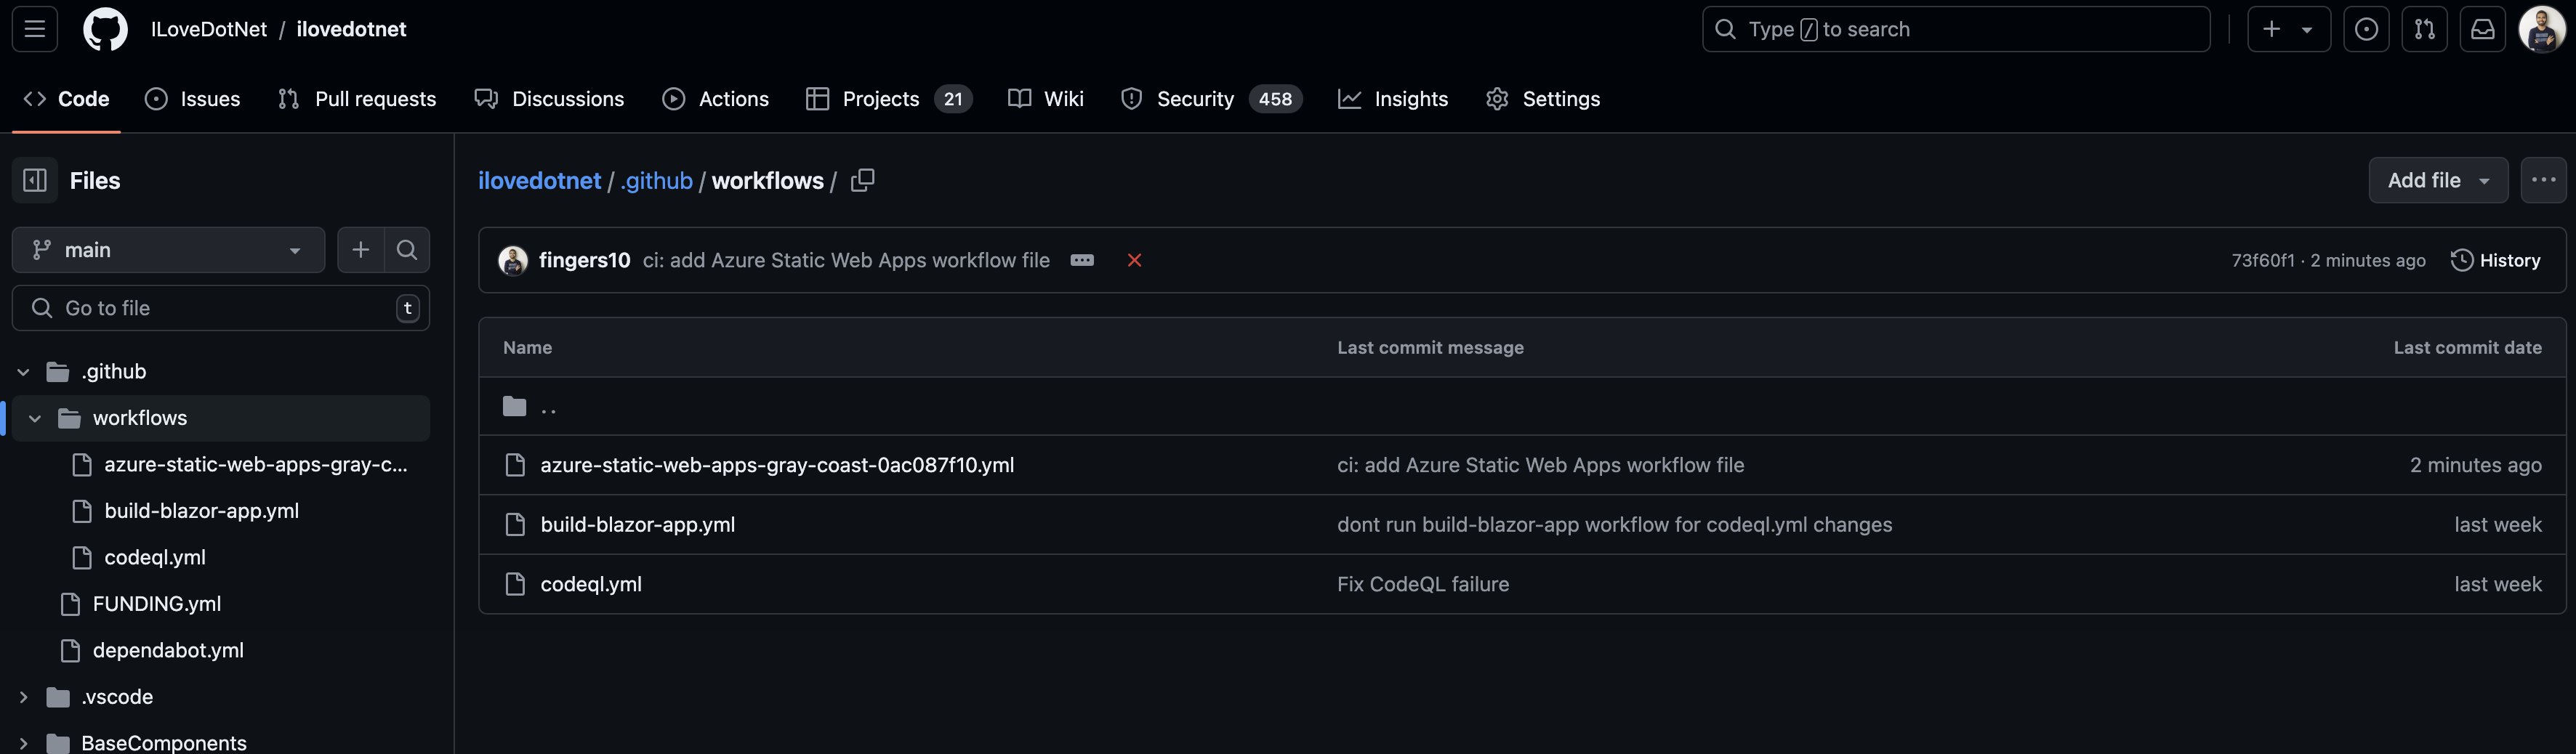 ILoveDotNet / ilovedotnet
Type / to search
Code Issues Pull requests Discussions Actions Projects 21 Wiki Security 458 Insights Settings
Files
main
Go to file t
.github
workflows
azure-static-web-apps-gray-c...
build-blazor-app.yml
codeql.yml
FUNDING.yml
dependabot.yml
.vscode
BaseComponents
ilovedotnet / .github / workflows /
Add file
fingers10 ci: add Azure Static Web Apps workflow file
73f60f1 · 2 minutes ago History
Name Last commit message Last commit date
..
azure-static-web-apps-gray-coast-0ac087f10.yml ci: add Azure Static Web Apps workflow file 2 minutes ago
build-blazor-app.yml dont run build-blazor-app workflow for codeql.yml changes last week
codeql.yml Fix CodeQL failure last week